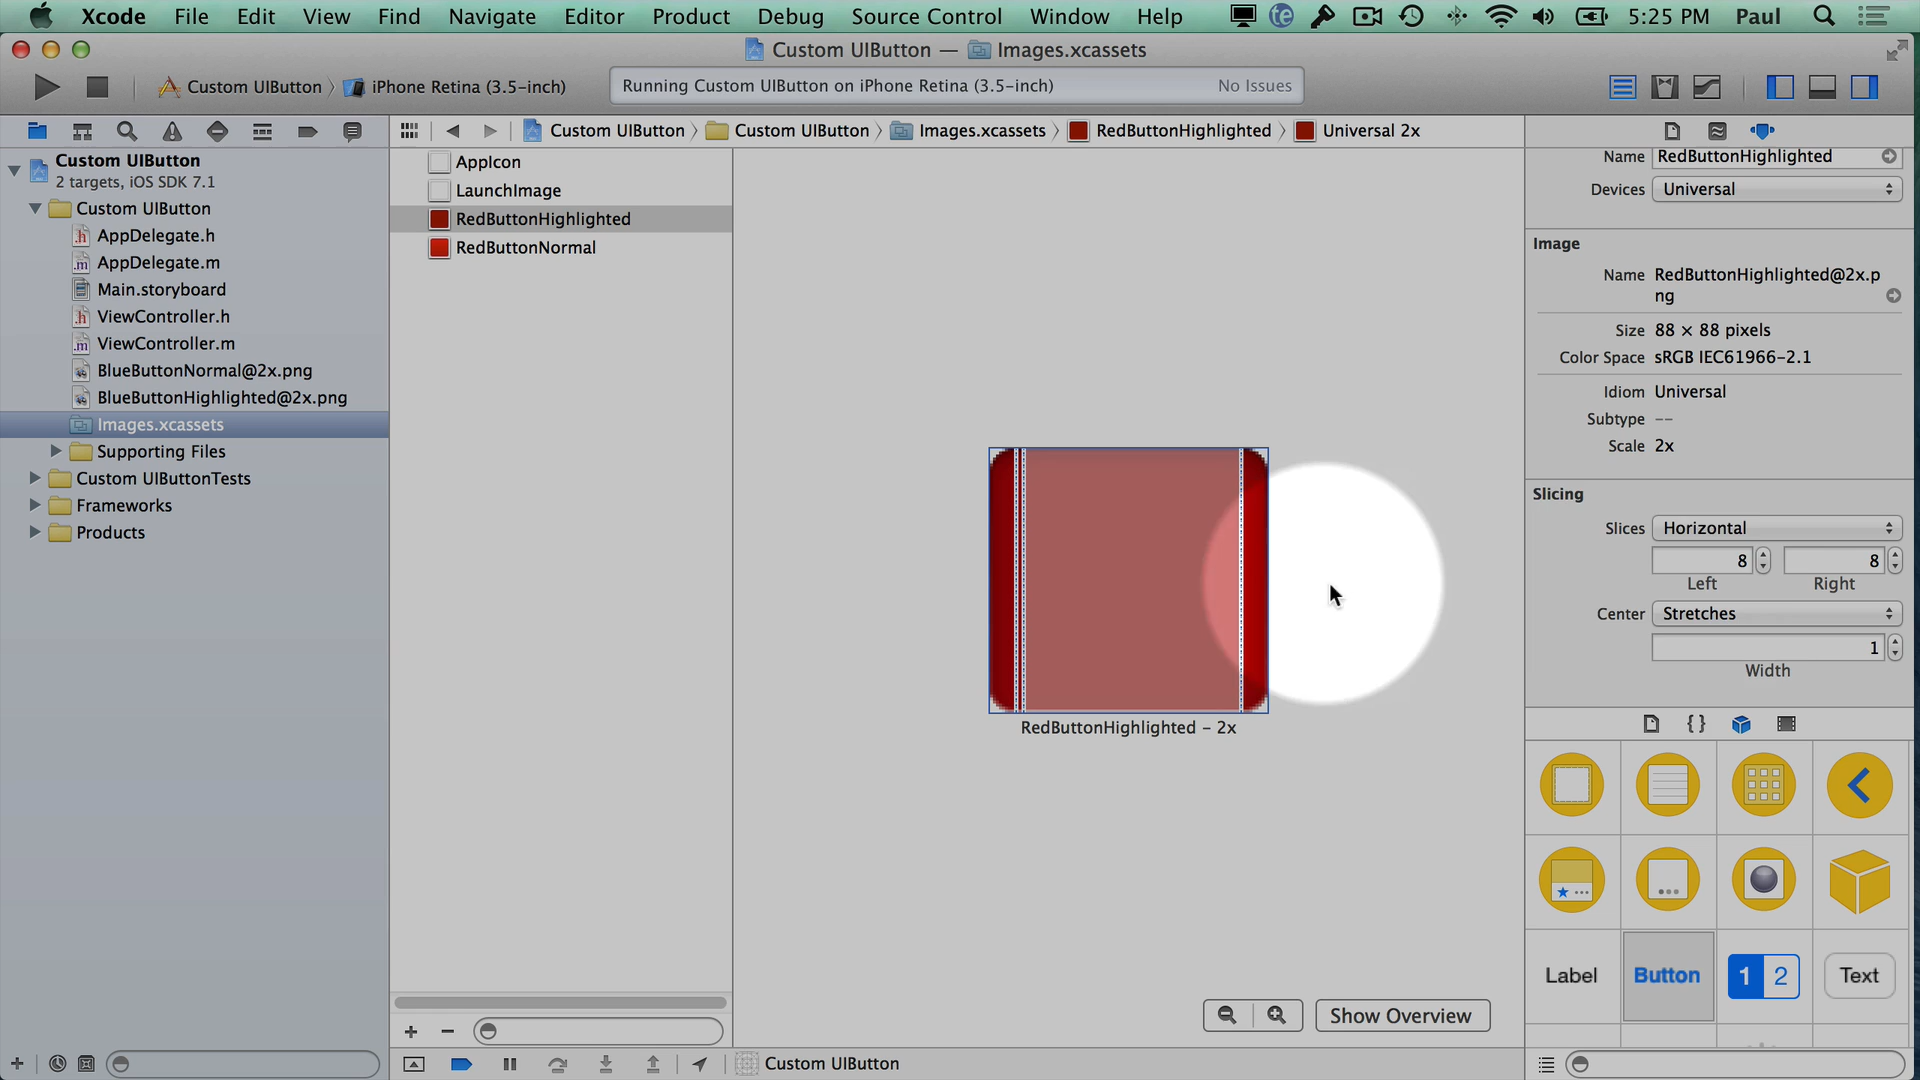 Xcode File Edit View Find Navigate Editor Product Debug Source Control Window Help te 5:25 PM Paul
Custom UIButton — Images.xcassets
Custom UIButton 〉 iPhone Retina (3.5-inch)
Running Custom UIButton on iPhone Retina (3.5-inch) No Issues
Custom UIButton 〉 Custom UIButton 〉 Images.xcassets 〉 RedButtonHighlighted 〉 Universal 2x
Custom UIButton
2 targets, iOS SDK 7.1
Custom UIButton
.h AppDelegate.h
.m AppDelegate.m
Main.storyboard
.h ViewController.h
.m ViewController.m
BlueButtonNormal@2x.png
BlueButtonHighlighted@2x.png
Images.xcassets
Supporting Files
Custom UIButtonTests
Frameworks
Products
AppIcon
LaunchImage
RedButtonHighlighted
RedButtonNormal
RedButtonHighlighted – 2x
Show Overview
Custom UIButton
Name RedButtonHighlighted
Devices Universal
Image
Name RedButtonHighlighted@2x.p
ng
Size 88 × 88 pixels
Color Space sRGB IEC61966-2.1
Idiom Universal
Subtype --
Scale 2x
Slicing
Slices Horizontal
8 8
Left Right
Center Stretches
1
Width
{ }
Label Button 1 2 Text